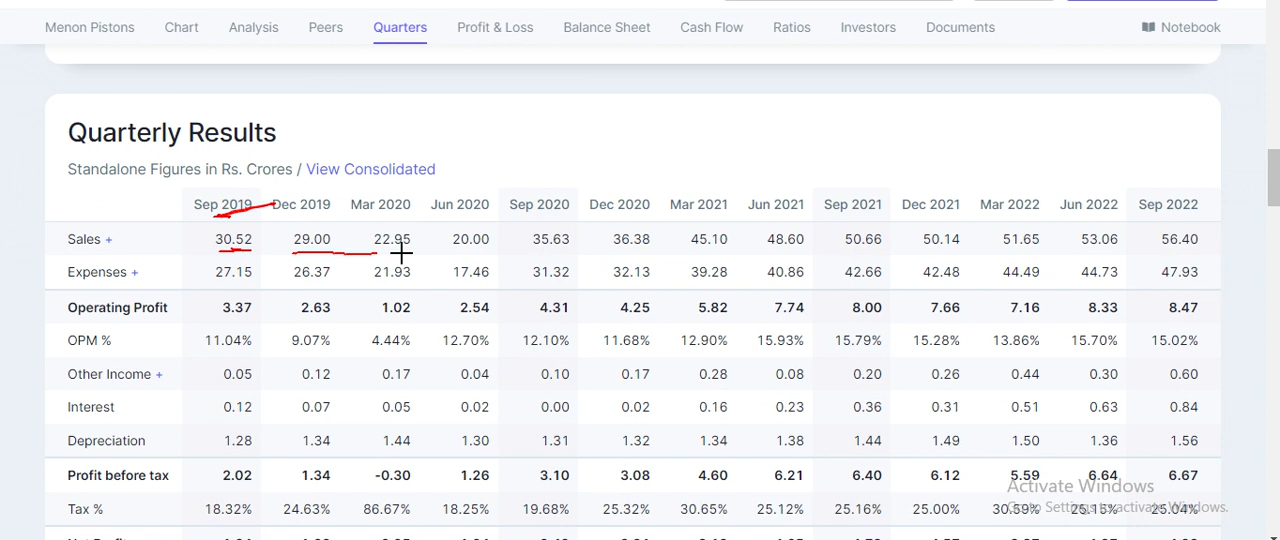 Menon Pistons Chart Analysis Peers Quarters Profit & Loss Balance Sheet Cash Flow Ratios Investors Documents Notebook
Quarterly Results
Standalone Figures in Rs. Crores / View Consolidated
Sep 2019 Dec 2019 Mar 2020 Jun 2020 Sep 2020 Dec 2020 Mar 2021 Jun 2021 Sep 2021 Dec 2021 Mar 2022 Jun 2022 Sep 2022
Sales + 30.52 29.00 22.95 20.00 35.63 36.38 45.10 48.60 50.66 50.14 51.65 53.06 56.40
Expenses + 27.15 26.37 21.93 17.46 31.32 32.13 39.28 40.86 42.66 42.48 44.49 44.73 47.93
Operating Profit 3.37 2.63 1.02 2.54 4.31 4.25 5.82 7.74 8.00 7.66 7.16 8.33 8.47
OPM % 11.04% 9.07% 4.44% 12.70% 12.10% 11.68% 12.90% 15.93% 15.79% 15.28% 13.86% 15.70% 15.02%
Other Income + 0.05 0.12 0.17 0.04 0.10 0.17 0.28 0.08 0.20 0.26 0.44 0.30 0.60
Interest 0.12 0.07 0.05 0.02 0.00 0.02 0.16 0.23 0.36 0.31 0.51 0.63 0.84
Depreciation 1.28 1.34 1.44 1.30 1.31 1.32 1.34 1.38 1.44 1.49 1.50 1.36 1.56
Profit before tax 2.02 1.34 -0.30 1.26 3.10 3.08 4.60 6.21 6.40 6.12 5.59 6.64 6.67
Activate Windows
Tax % 18.32% 24.63% 86.67% 18.25% 19.68% 25.32% 30.65% 25.12% 25.16% 25.00% 30.59% 25.13% 25.04%
Go to Settings to activate Windows.